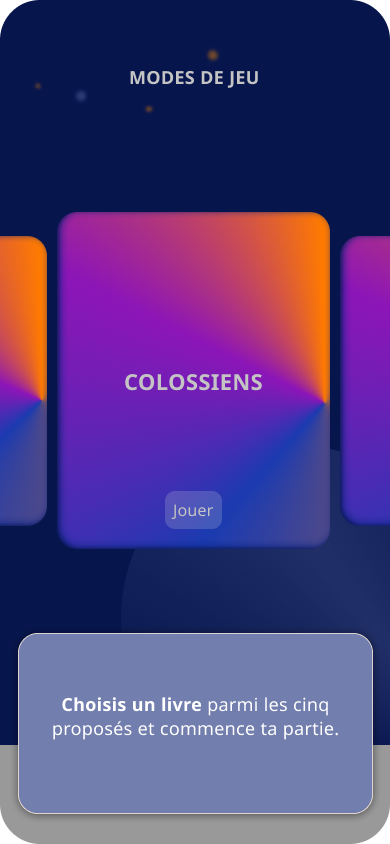 MODES DE JEU
COLOSSIENS
Jouer
Choisis un livre parmi les cinq
proposés et commence ta partie.